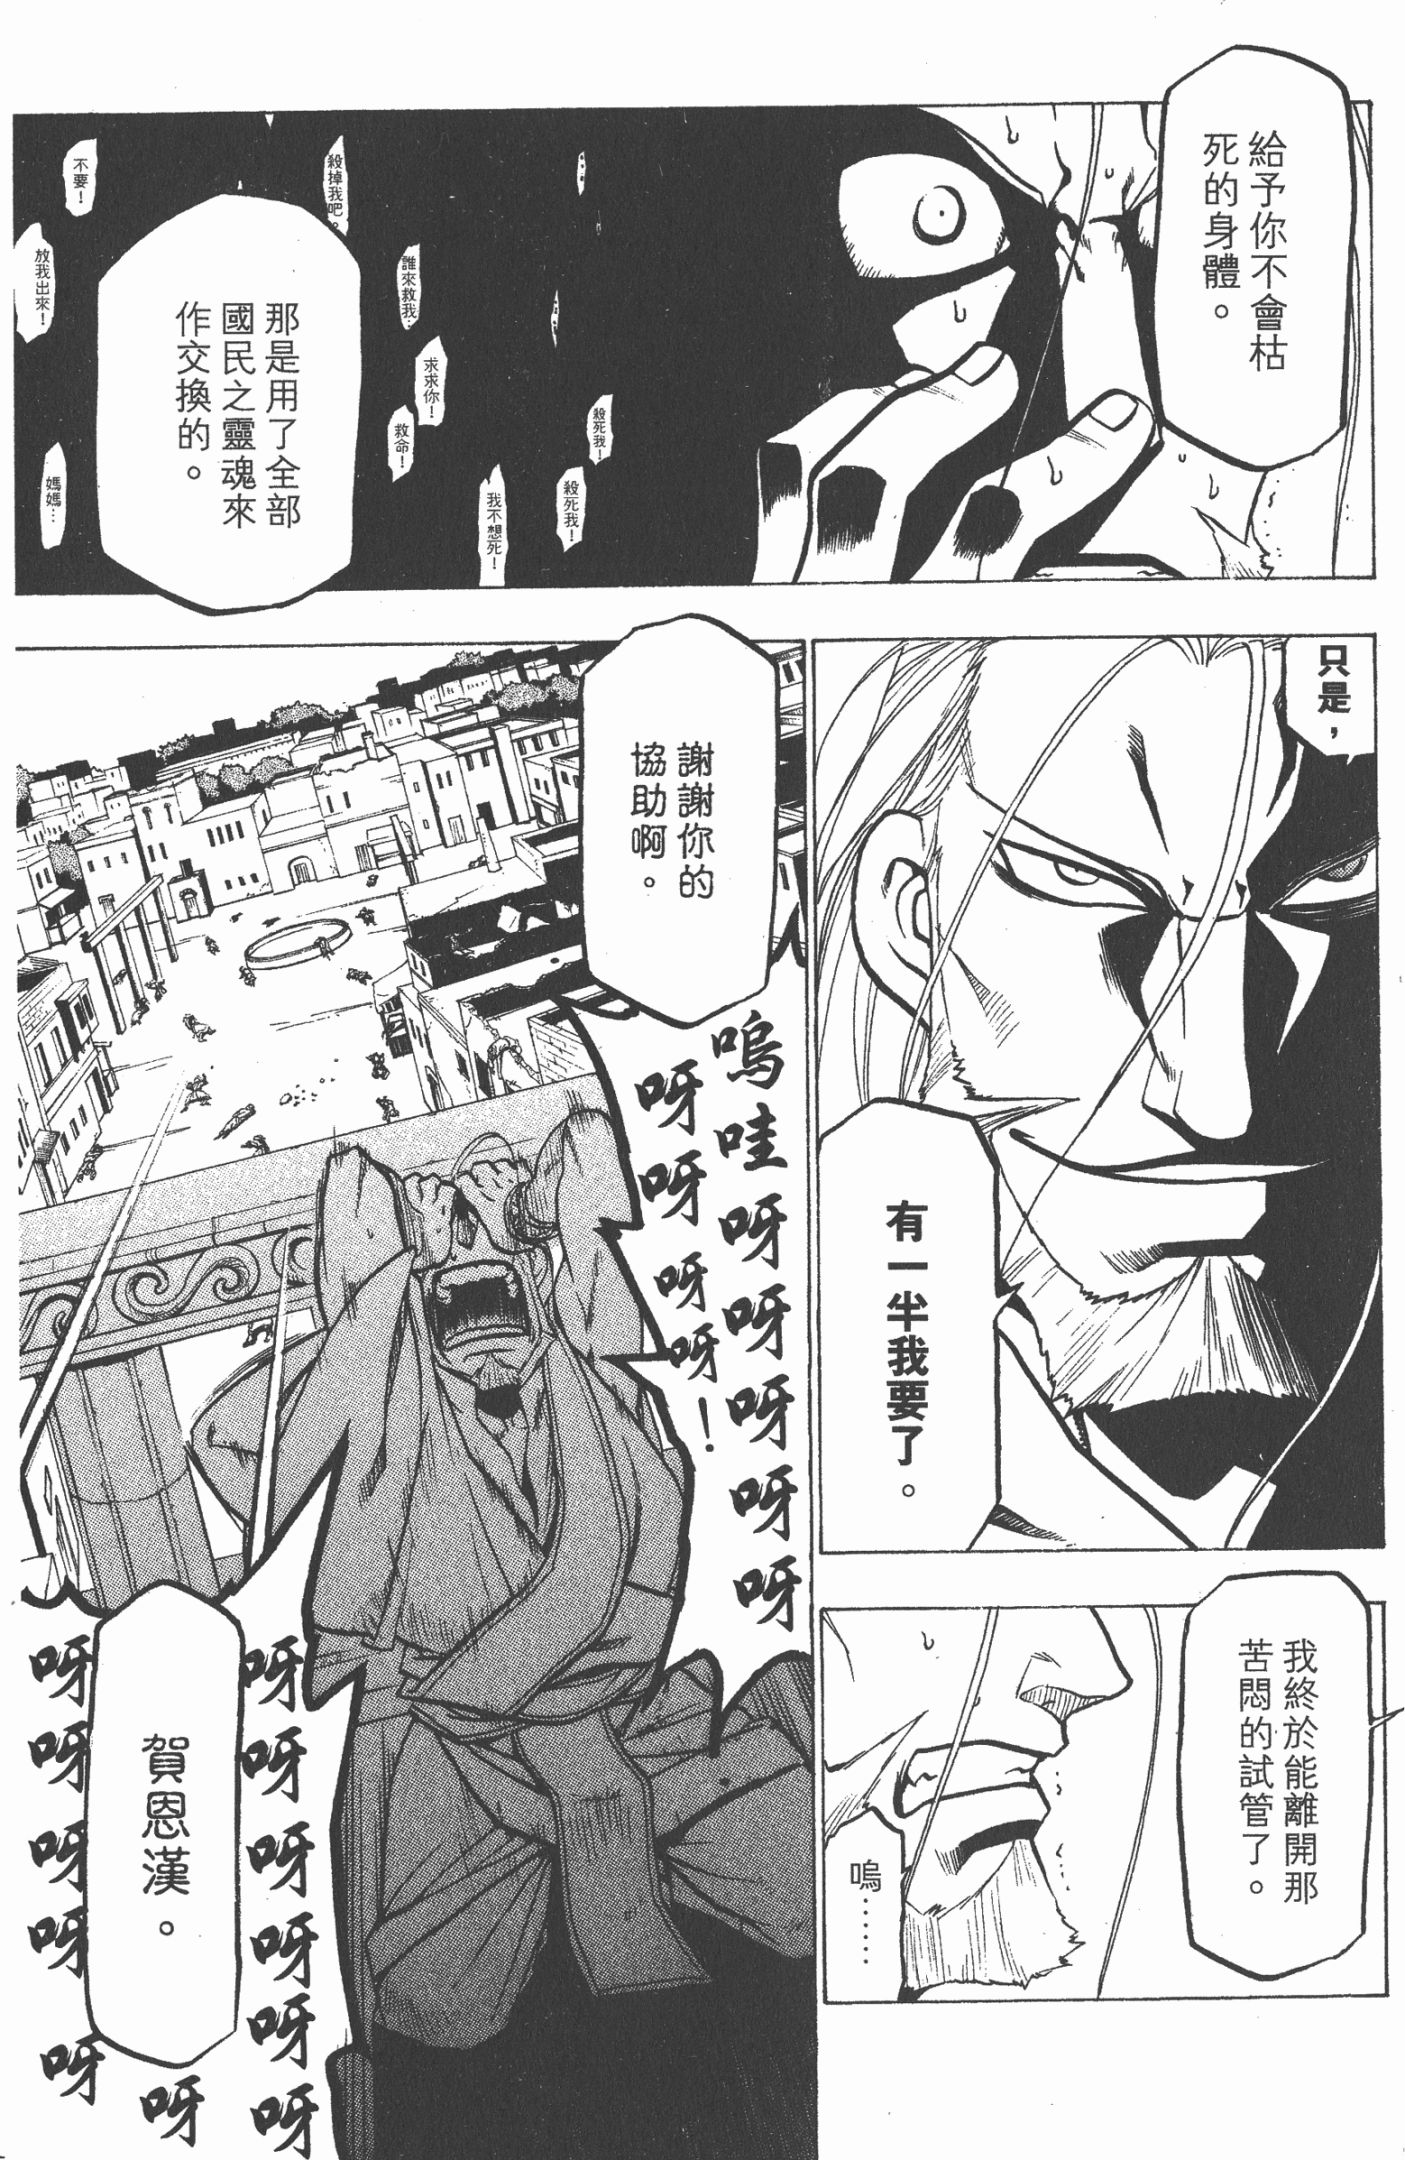 給予你不會枯
死的身體。
殺死我!
殺死我!
我不想死!
求求你!
救命!
誰來救我…
殺掉我吧。
那是用了全部
國民之靈魂來
作交換的。
不要!
放我出來!
媽媽…
只是,
有一半我要了。
我終於能離開那
苦悶的試管了。
嗚……
謝謝你的
協助啊。
嗚哇呀呀呀呀呀
呀呀呀呀!
呀呀呀呀呀呀
呀
賀恩漢。
呀呀呀呀呀